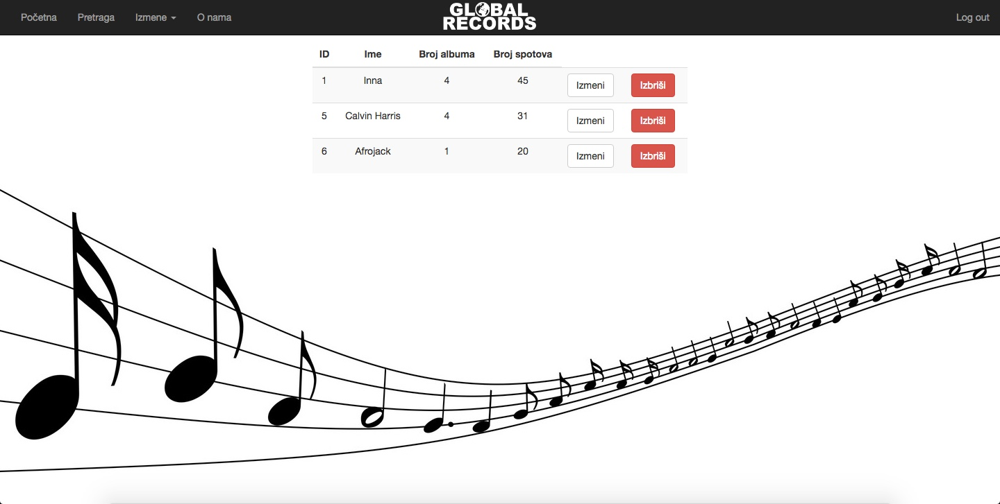 Početna Pretraga Izmene O nama GLOBAL RECORDS Log out
ID Ime Broj albuma Broj spotova
1 Inna 4 45 Izmeni Izbriši
5 Calvin Harris 4 31 Izmeni Izbriši
6 Afrojack 1 20 Izmeni Izbriši